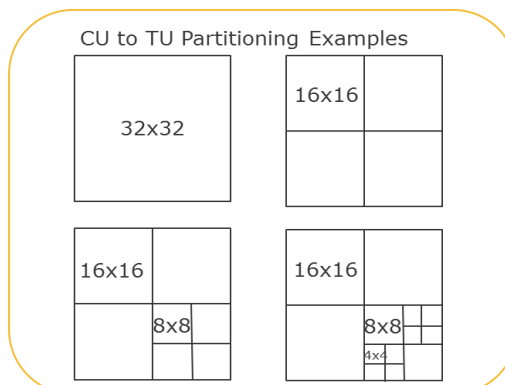 CU to TU Partitioning Examples
32x32
16x16
16x16
8x8
16x16
8x8
4x4